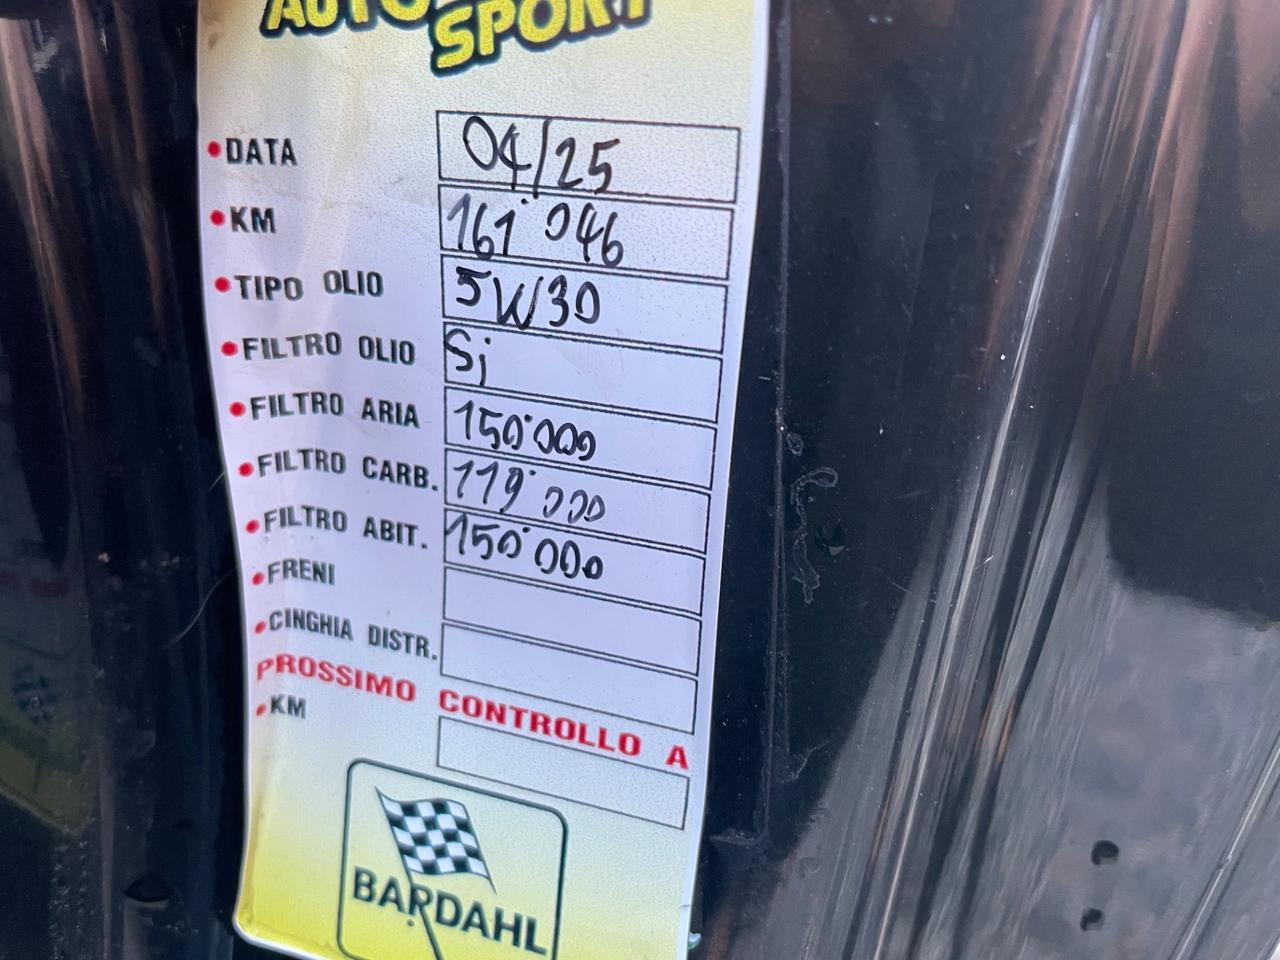 AUTO
SPORT
DATA 04/25
KM 161'046
TIPO OLIO 5W30
FILTRO OLIO Si
FILTRO ARIA 150'000
FILTRO CARB. 119'000
FILTRO ABIT. 150'000
FRENI
CINGHIA DISTR.
PROSSIMO CONTROLLO A
KM
BARDAHL